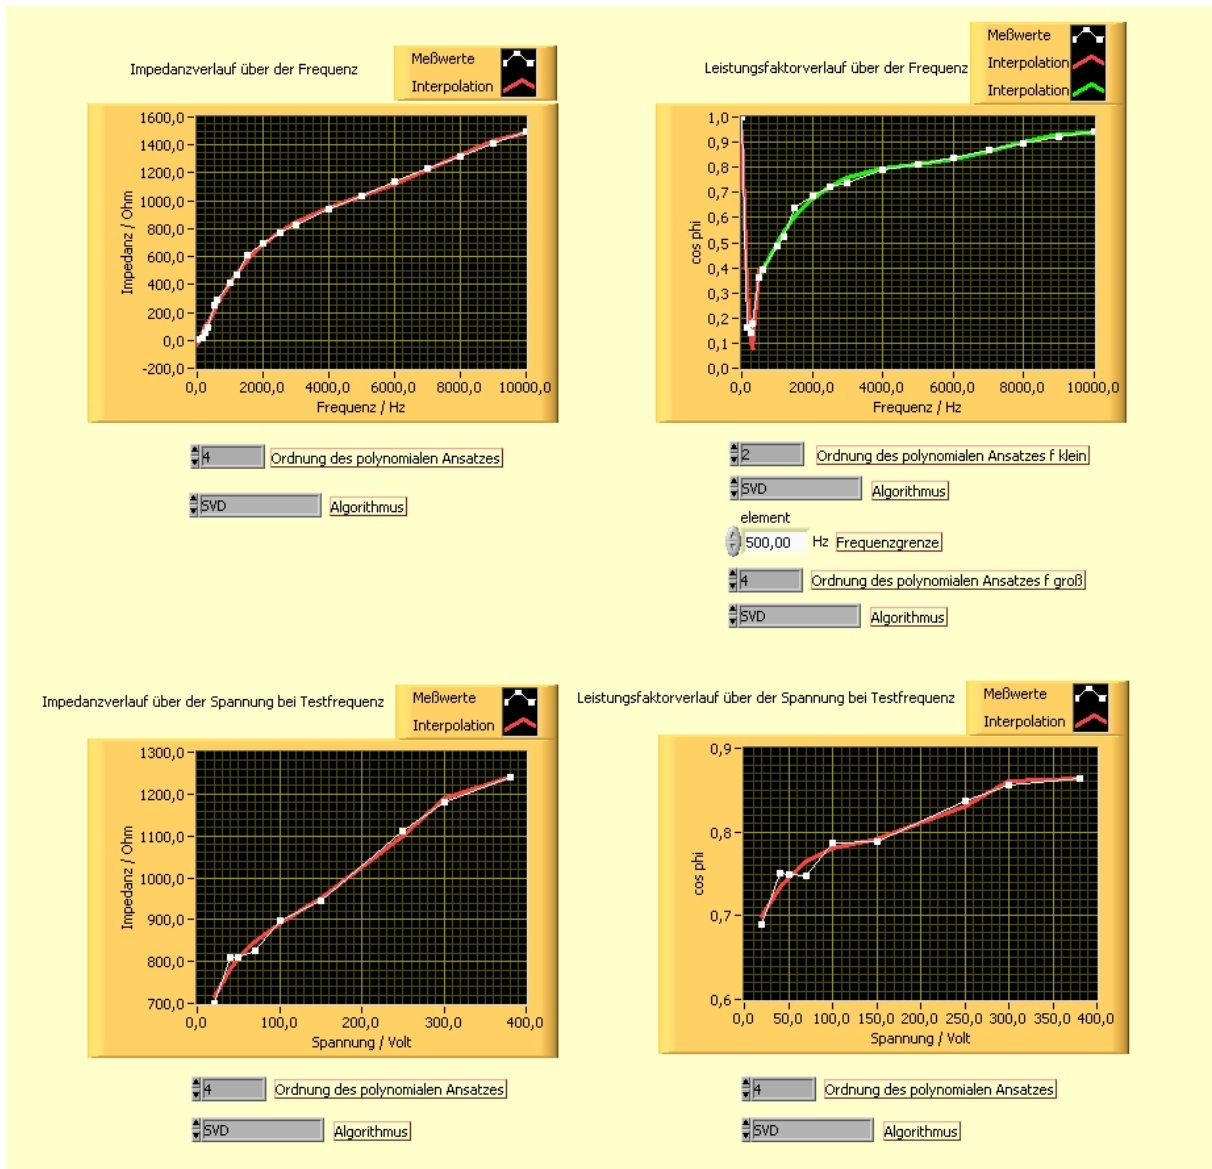 Impedanzverlauf über der Frequenz
Meßwerte
Interpolation
1600,0
1400,0
1200,0
1000,0
800,0
600,0
400,0
200,0
0,0
-200,0
Impedanz / Ohm
0,0 2000,0 4000,0 6000,0 8000,0 10000,0
Frequenz / Hz
4 Ordnung des polynomialen Ansatzes
SVD Algorithmus
Leistungsfaktorverlauf über der Frequenz
Meßwerte
Interpolation
Interpolation
1,0
0,9
0,8
0,7
0,6
0,5
0,4
0,3
0,2
0,1
0,0
cos phi
0,0 2000,0 4000,0 6000,0 8000,0 10000,0
Frequenz / Hz
2 Ordnung des polynomialen Ansatzes f klein
SVD Algorithmus
element
500,00 Hz Frequenzgrenze
4 Ordnung des polynomialen Ansatzes f groß
SVD Algorithmus
Impedanzverlauf über der Spannung bei Testfrequenz
Meßwerte
Interpolation
1300,0
1200,0
1100,0
1000,0
900,0
800,0
700,0
Impedanz / Ohm
0,0 100,0 200,0 300,0 400,0
Spannung / Volt
4 Ordnung des polynomialen Ansatzes
SVD Algorithmus
Leistungsfaktorverlauf über der Spannung bei Testfrequenz
Meßwerte
Interpolation
0,9
0,8
0,7
0,6
cos phi
0,0 50,0 100,0 150,0 200,0 250,0 300,0 350,0 400,0
Spannung / Volt
4 Ordnung des polynomialen Ansatzes
SVD Algorithmus